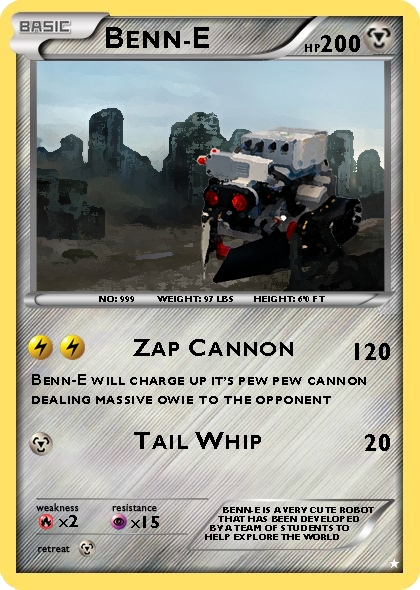 BASIC
BENN-E HP200
NO: 999 WEIGHT: 97 LBS HEIGHT: 6'0 FT
ZAP CANNON 120
BENN-E WILL CHARGE UP IT'S PEW PEW CANNON
DEALING MASSIVE OWIE TO THE OPPONENT
TAIL WHIP 20
weakness resistance
×2 ×15
retreat
BENN-E IS A VERY CUTE ROBOT
THAT HAS BEEN DEVELOPED
BY A TEAM OF STUDENTS TO
HELP EXPLORE THE WORLD